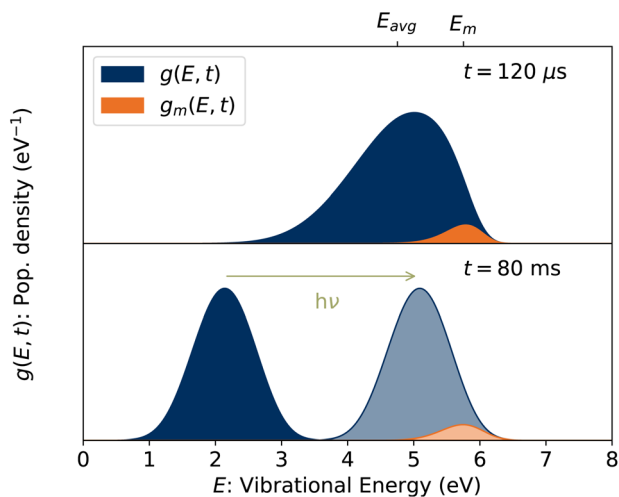 E_avg E_m
g(E, t)
g_m(E, t)
t = 120 μs
t = 80 ms
hν
g(E, t): Pop. density (eV⁻¹)
0 1 2 3 4 5 6 7 8
E: Vibrational Energy (eV)